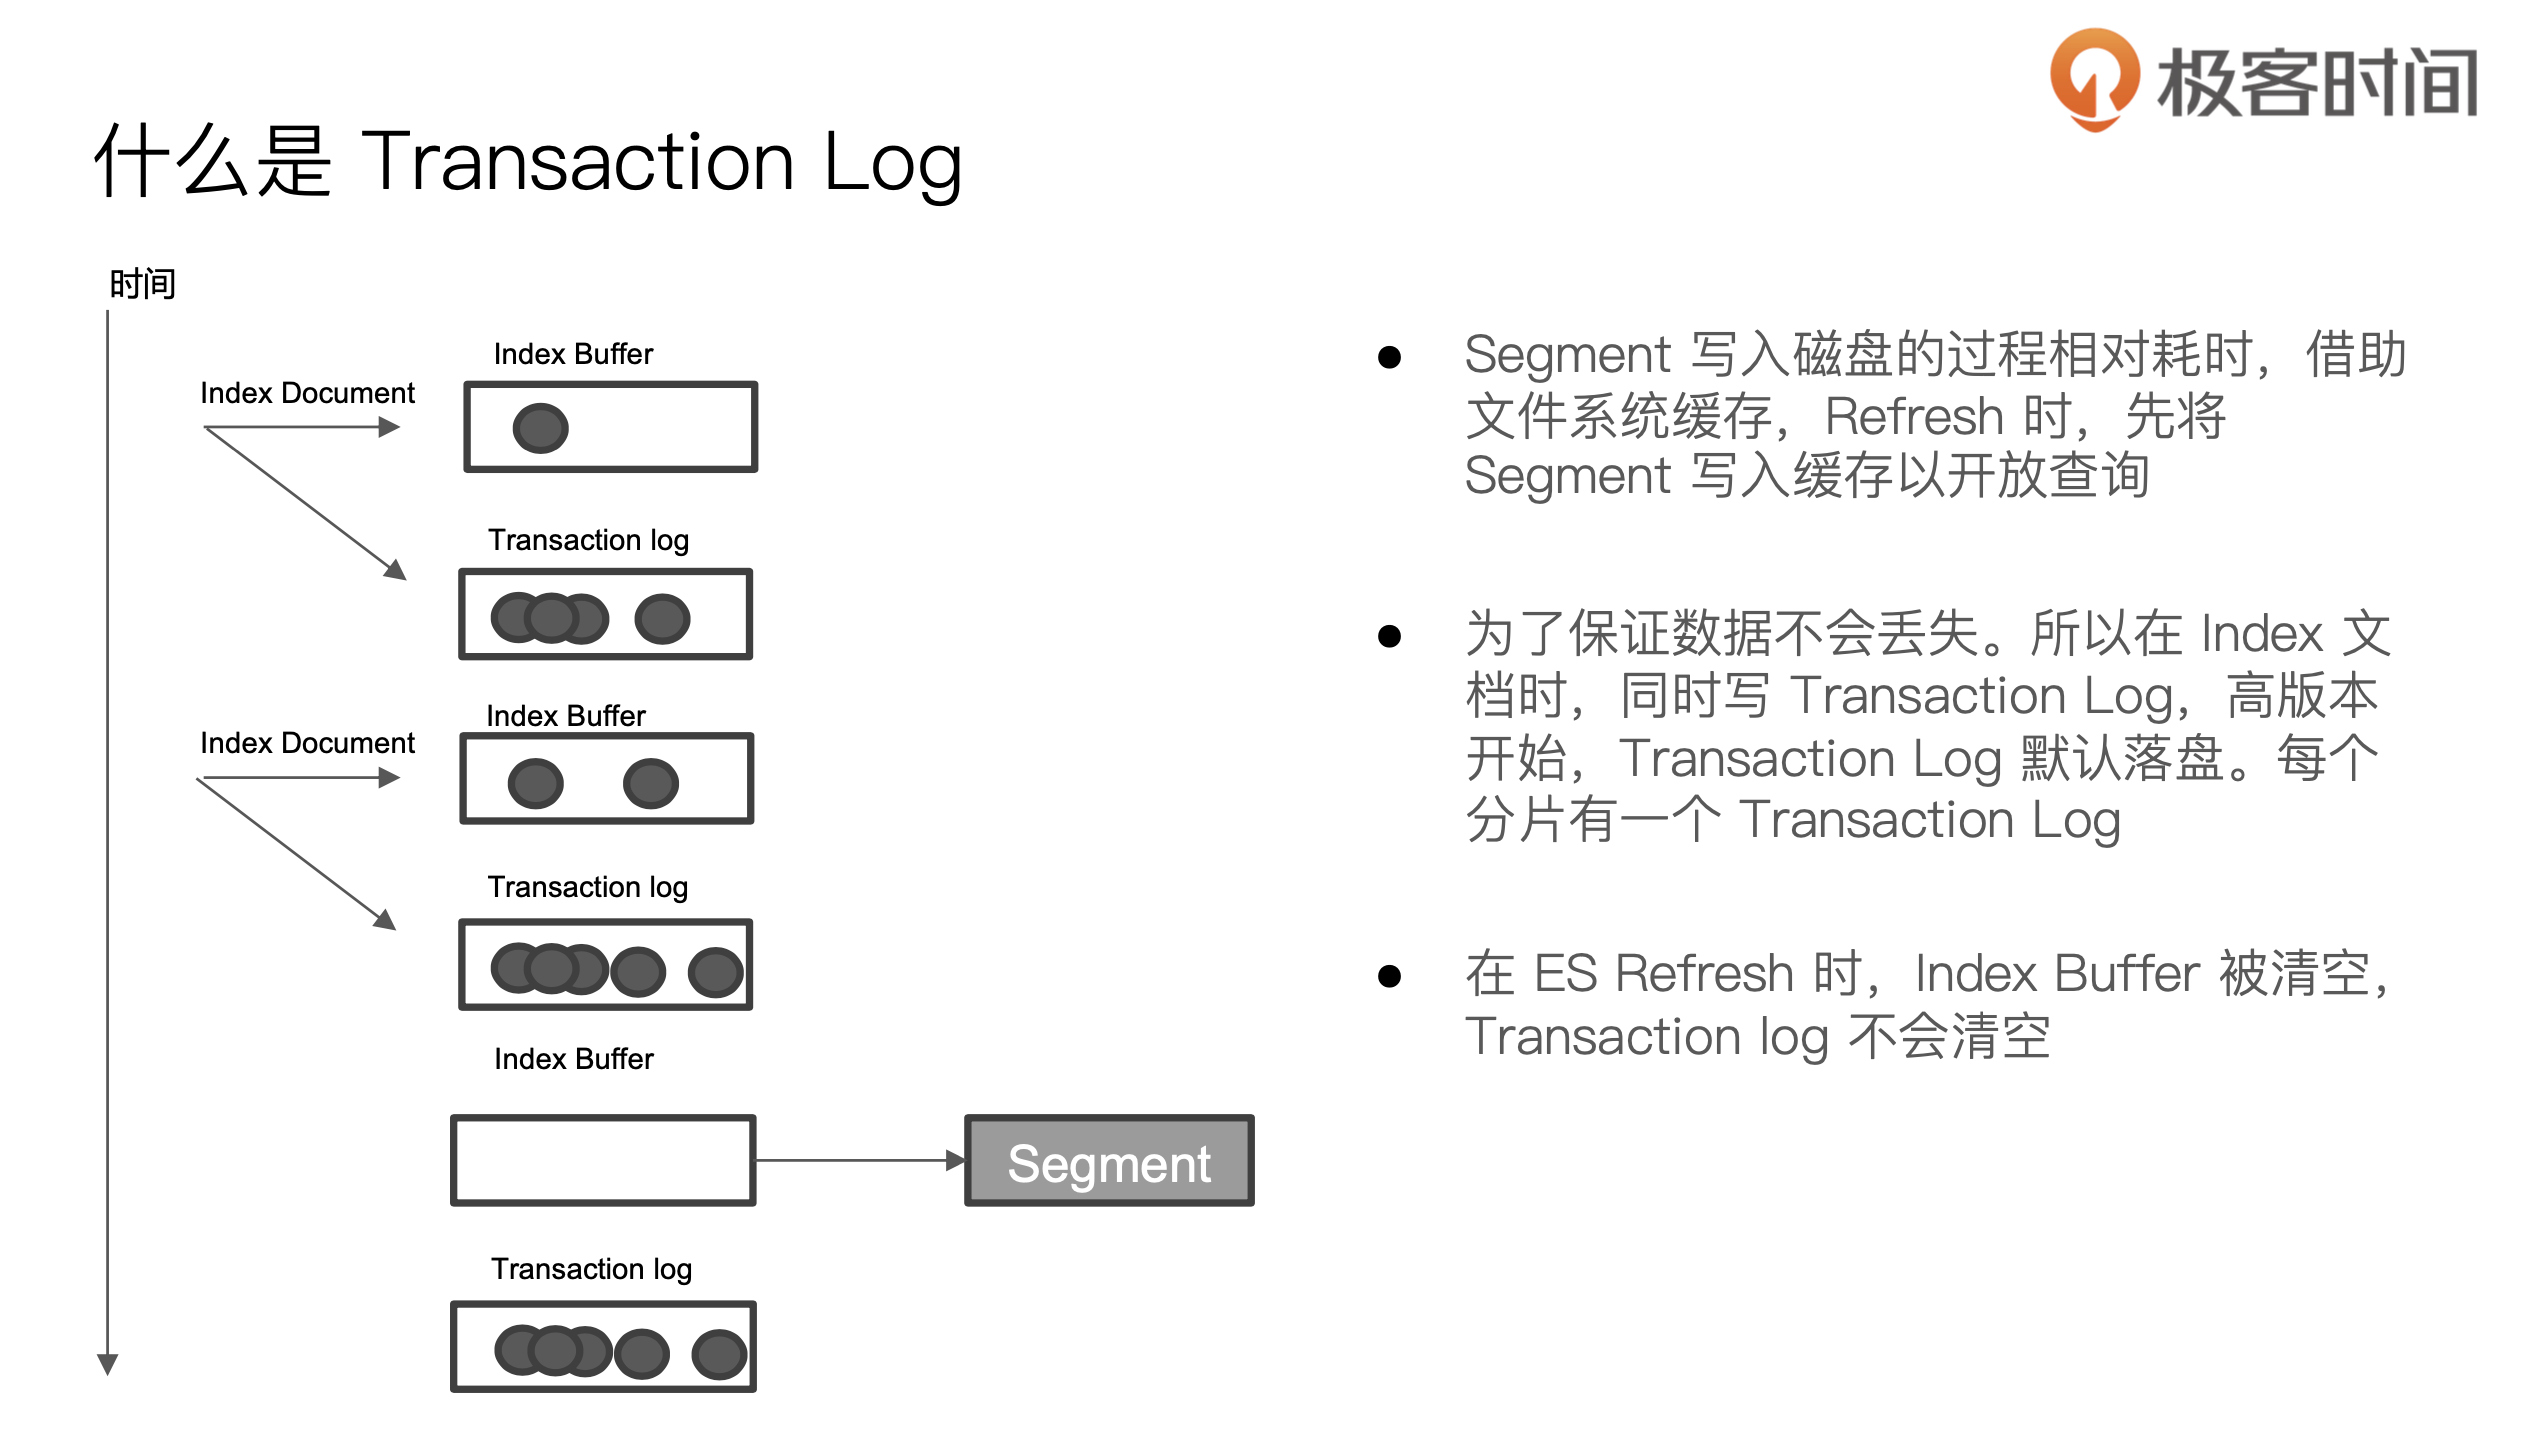 极客时间
什么是 Transaction Log
时间
Index Buffer
Index Document
Transaction log
Index Buffer
Index Document
Transaction log
Index Buffer
Segment
Transaction log
Segment 写入磁盘的过程相对耗时，借助
文件系统缓存，Refresh 时，先将
Segment 写入缓存以开放查询
为了保证数据不会丢失。所以在 Index 文
档时，同时写 Transaction Log，高版本
开始，Transaction Log 默认落盘。每个
分片有一个 Transaction Log
在 ES Refresh 时，Index Buffer 被清空，
Transaction log 不会清空